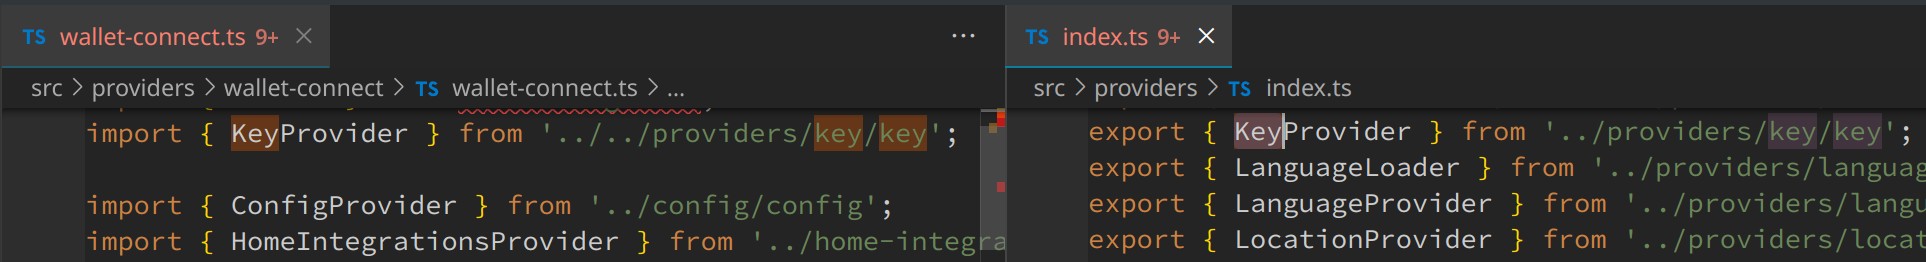 TS wallet-connect.ts 9+
src > providers > wallet-connect > TS wallet-connect.ts > ...
import { KeyProvider } from '../../providers/key/key';
import { ConfigProvider } from '../config/config';
import { HomeIntegrationsProvider } from '../home-integra
TS index.ts 9+
src > providers > TS index.ts
export { KeyProvider } from '../providers/key/key';
export { LanguageLoader } from '../providers/languag
export { LanguageProvider } from '../providers/langu
export { LocationProvider } from '../providers/locat